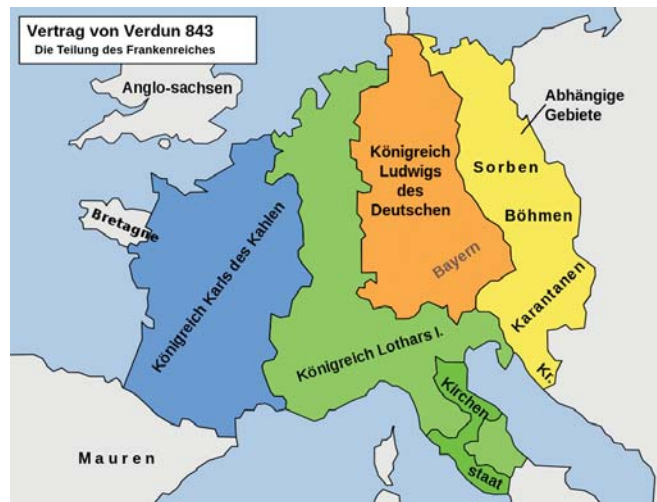 Vertrag von Verdun 843
Die Teilung des Frankenreiches
Anglo-sachsen
Abhängige
Gebiete
Königreich
Ludwigs
des
Deutschen
Sorben
Böhmen
Bretagne
Königreich Karls des Kahlen
Bayern
Karantanen
Königreich Lothars I.
Kr.
Kirchen
staat
Mauren